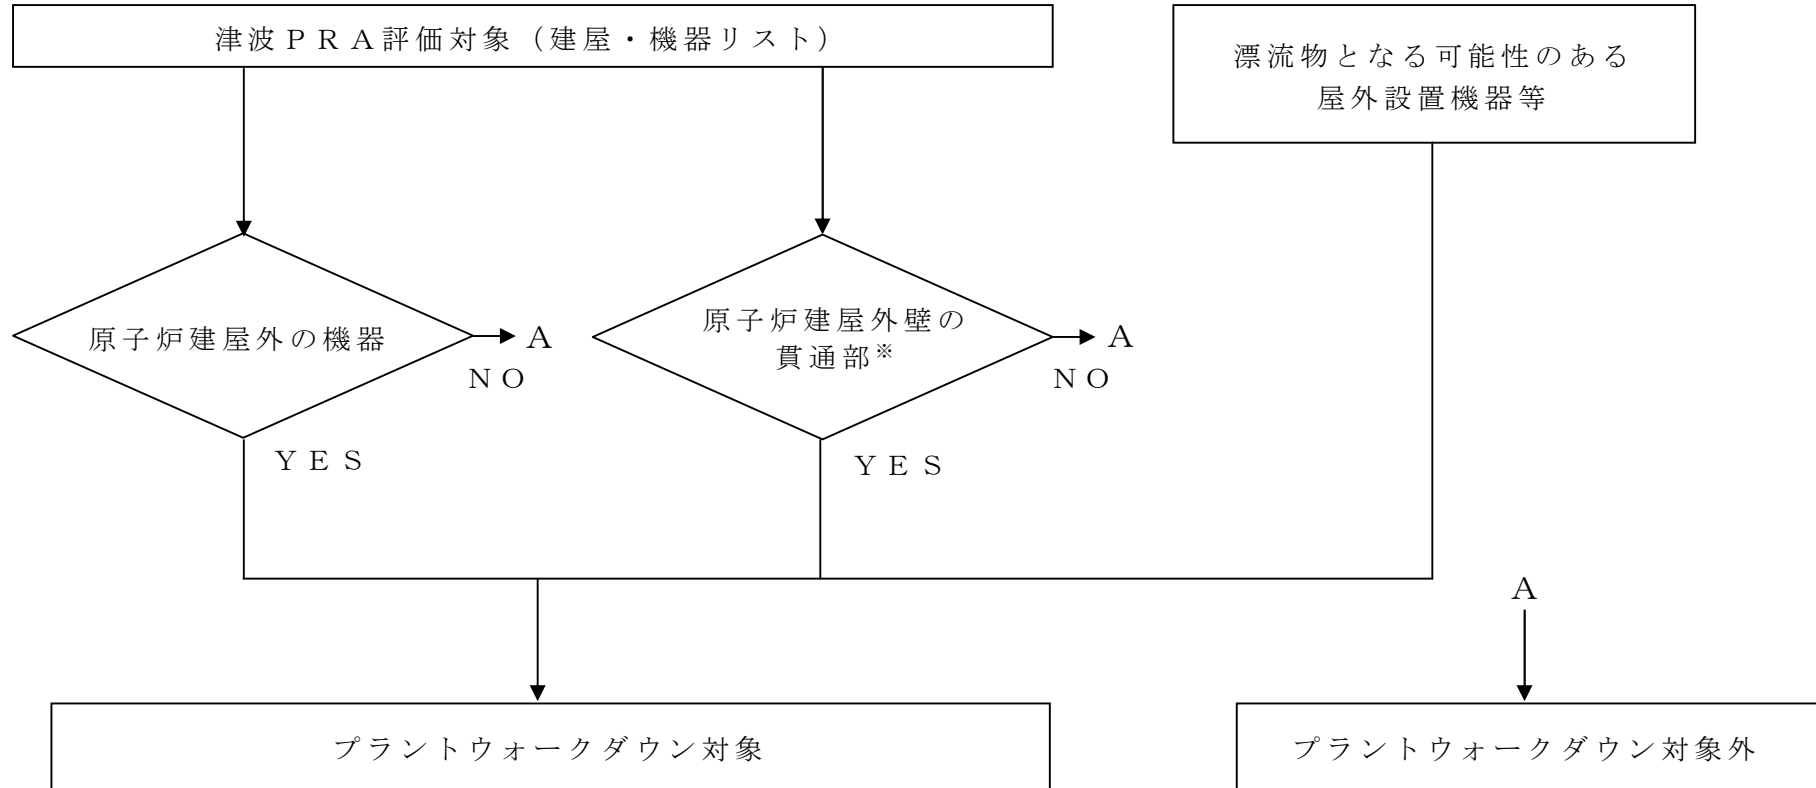 津波PRA評価対象（建屋・機器リスト）
漂流物となる可能性のある
屋外設置機器等
原子炉建屋外の機器
A
NO
YES
原子炉建屋外壁の
貫通部※
A
NO
YES
A
プラントウォークダウン対象
プラントウォークダウン対象外